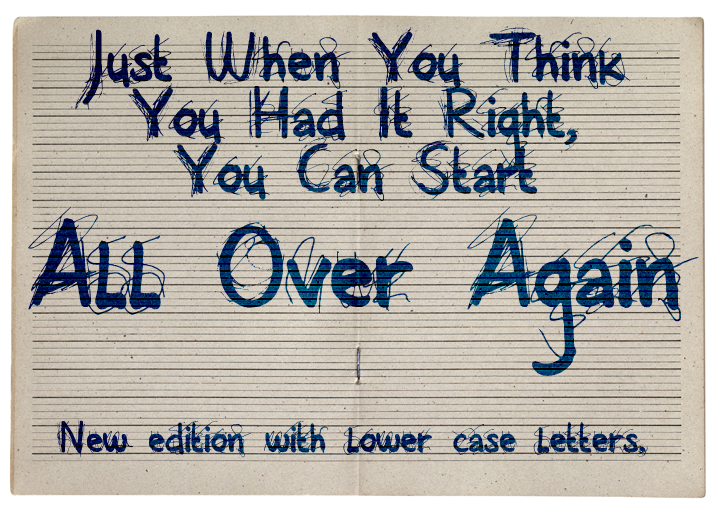 Just When You Think
You Had It Right,
You Can Start
All Over Again
New edition with lower case letters.